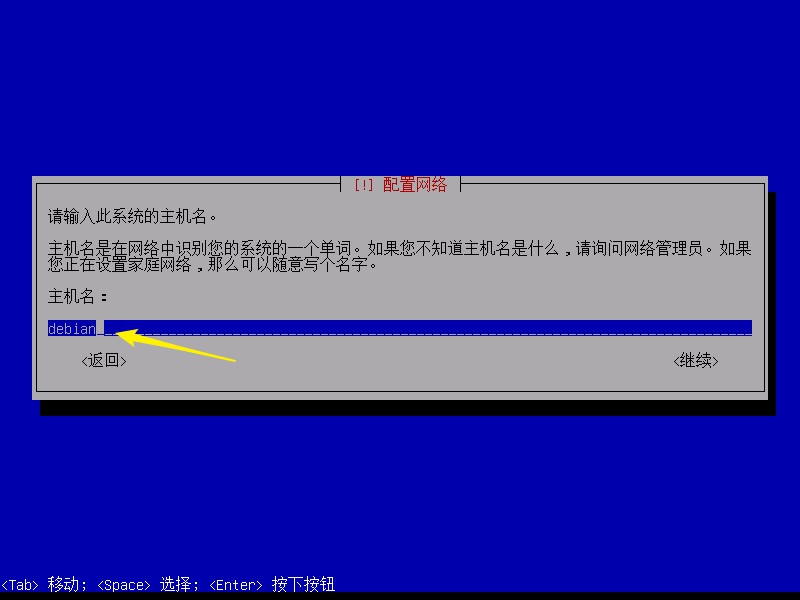 [!] 配置网络
请输入此系统的主机名。
主机名是在网络中识别您的系统的一个单词。如果您不知道主机名是什么，请询问网络管理员。如果
您正在设置家庭网络，那么可以随意写个名字。
主机名：
debian
<返回> <继续>
<Tab> 移动; <Space> 选择; <Enter> 按下按钮